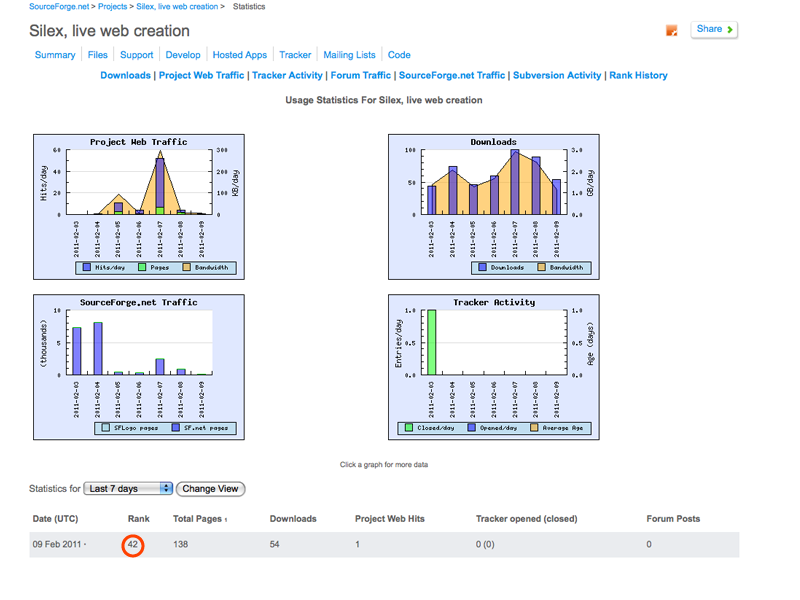 SourceForge.net > Projects > Silex, live web creation > Statistics
Silex, live web creation
Share
Summary Files Support Develop Hosted Apps Tracker Mailing Lists Code
Downloads | Project Web Traffic | Tracker Activity | Forum Traffic | SourceForge.net Traffic | Subversion Activity | Rank History
Usage Statistics For Silex, live web creation
Project Web Traffic
Hits/day
60
40
20
0
300
200
100
0
KB/day
2011-02-03
2011-02-04
2011-02-05
2011-02-06
2011-02-07
2011-02-08
2011-02-09
Hits/day Pages Bandwidth
Downloads
100
50
0
3.0
2.0
1.0
0.0
GB/day
2011-02-03
2011-02-04
2011-02-05
2011-02-06
2011-02-07
2011-02-08
2011-02-09
Downloads Bandwidth
SourceForge.net Traffic
(thousands)
10
5
0
2011-02-03
2011-02-04
2011-02-05
2011-02-06
2011-02-07
2011-02-08
2011-02-09
SFLogo pages SF.net pages
Tracker Activity
Entries/day
1.0
0.5
0.0
1.0
0.5
0.0
Age (days)
2011-02-03
2011-02-04
2011-02-05
2011-02-06
2011-02-07
2011-02-08
2011-02-09
Closed/day Opened/day Average Age
Click a graph for more data
Statistics for Last 7 days Change View
Date (UTC) Rank Total Pages 1 Downloads Project Web Hits Tracker opened (closed) Forum Posts
09 Feb 2011 · 42 138 54 1 0 (0) 0